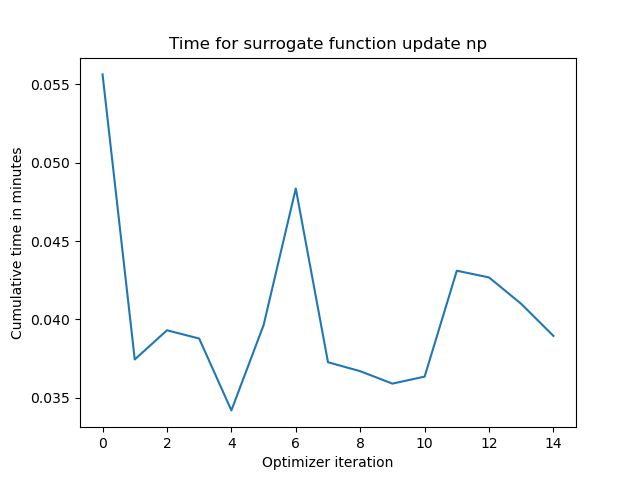 Time for surrogate function update np
Cumulative time in minutes
0.055
0.050
0.045
0.040
0.035
0 2 4 6 8 10 12 14
Optimizer iteration